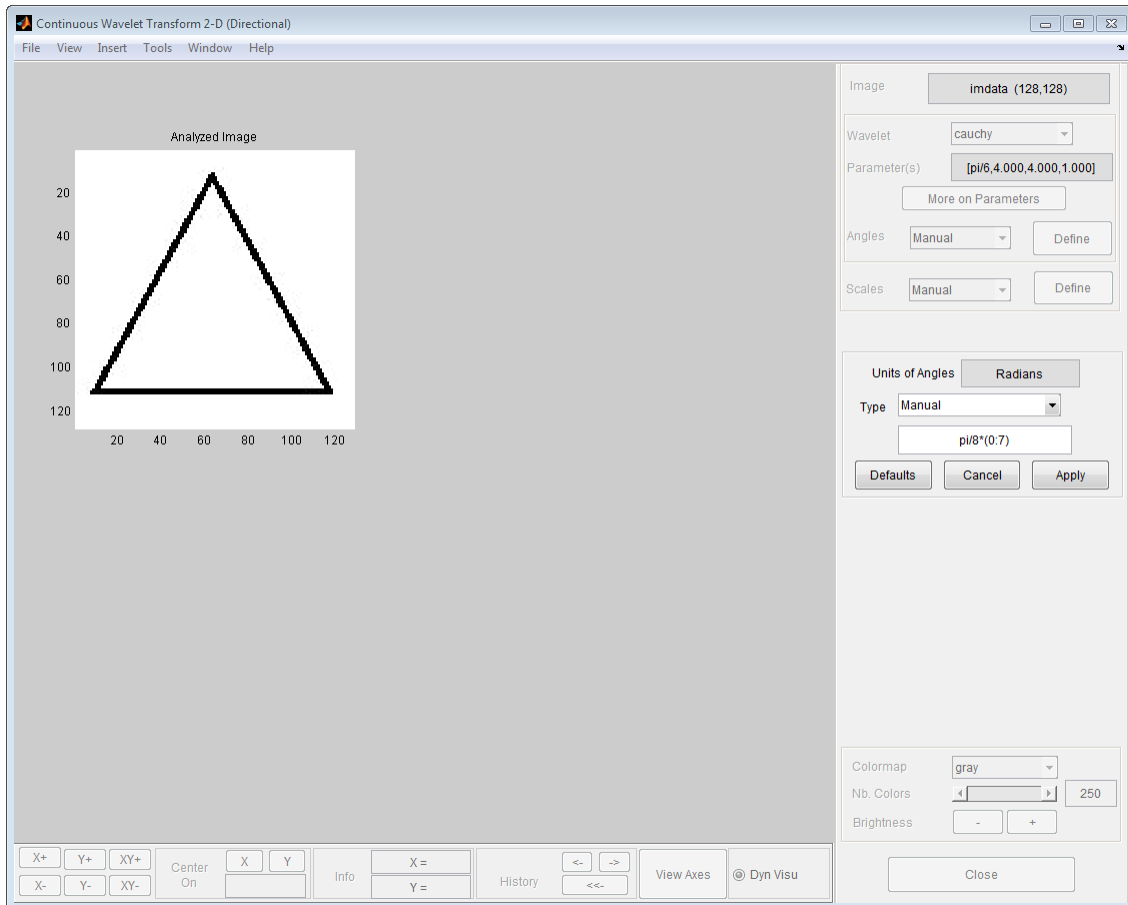 Continuous Wavelet Transform 2-D (Directional)
File View Insert Tools Window Help
Analyzed Image
20
40
60
80
100
120
20 40 60 80 100 120
Image imdata (128,128)
Wavelet cauchy
Parameter(s) [pi/6,4.000,4.000,1.000]
More on Parameters
Angles Manual Define
Scales Manual Define
Units of Angles Radians
Type Manual
pi/8*(0:7)
Defaults Cancel Apply
Colormap gray
Nb. Colors 250
Brightness - +
X+ Y+ XY+
X- Y- XY-
Center On X Y
Info X =
Y =
History <- ->
<<-
View Axes
Dyn Visu
Close